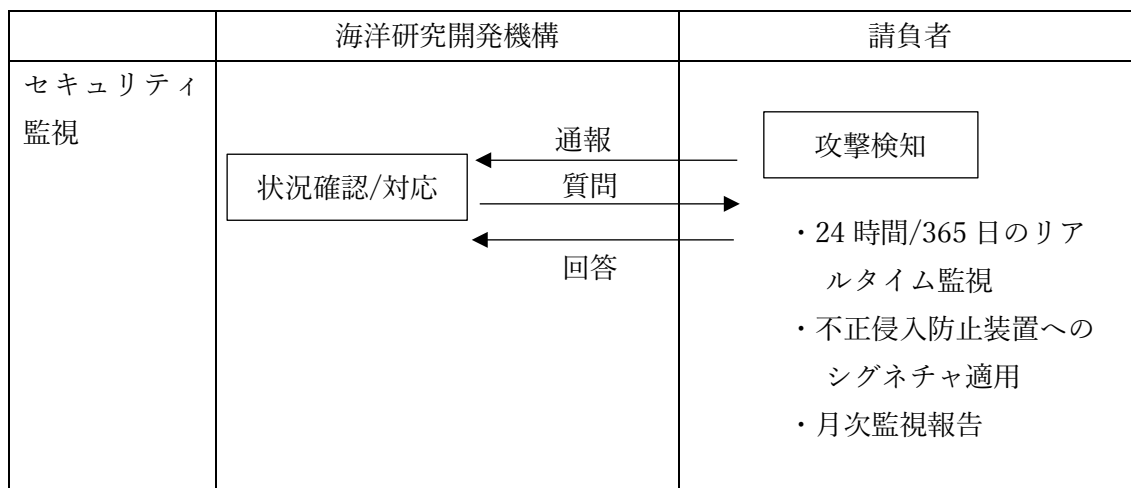 海洋研究開発機構
請負者
セキュリティ
監視
通報
攻撃検知
状況確認/対応
質問
回答
・24 時間/365 日のリア
ルタイム監視
・不正侵入防止装置への
シグネチャ適用
・月次監視報告